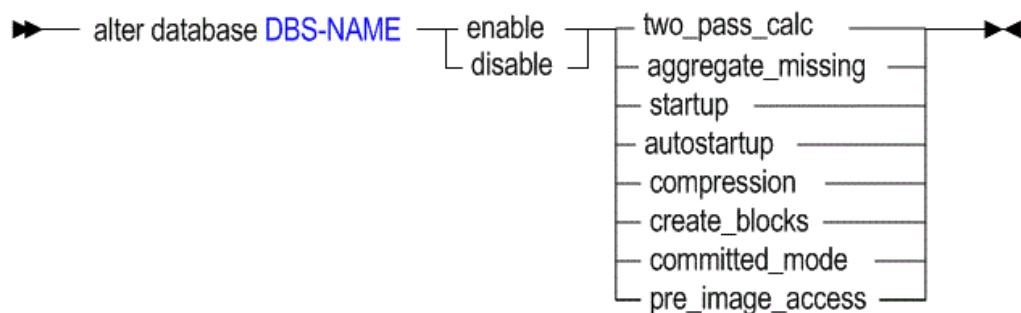 alter database DBS-NAME enable two_pass_calc
disable aggregate_missing
startup
autostartup
compression
create_blocks
committed_mode
pre_image_access